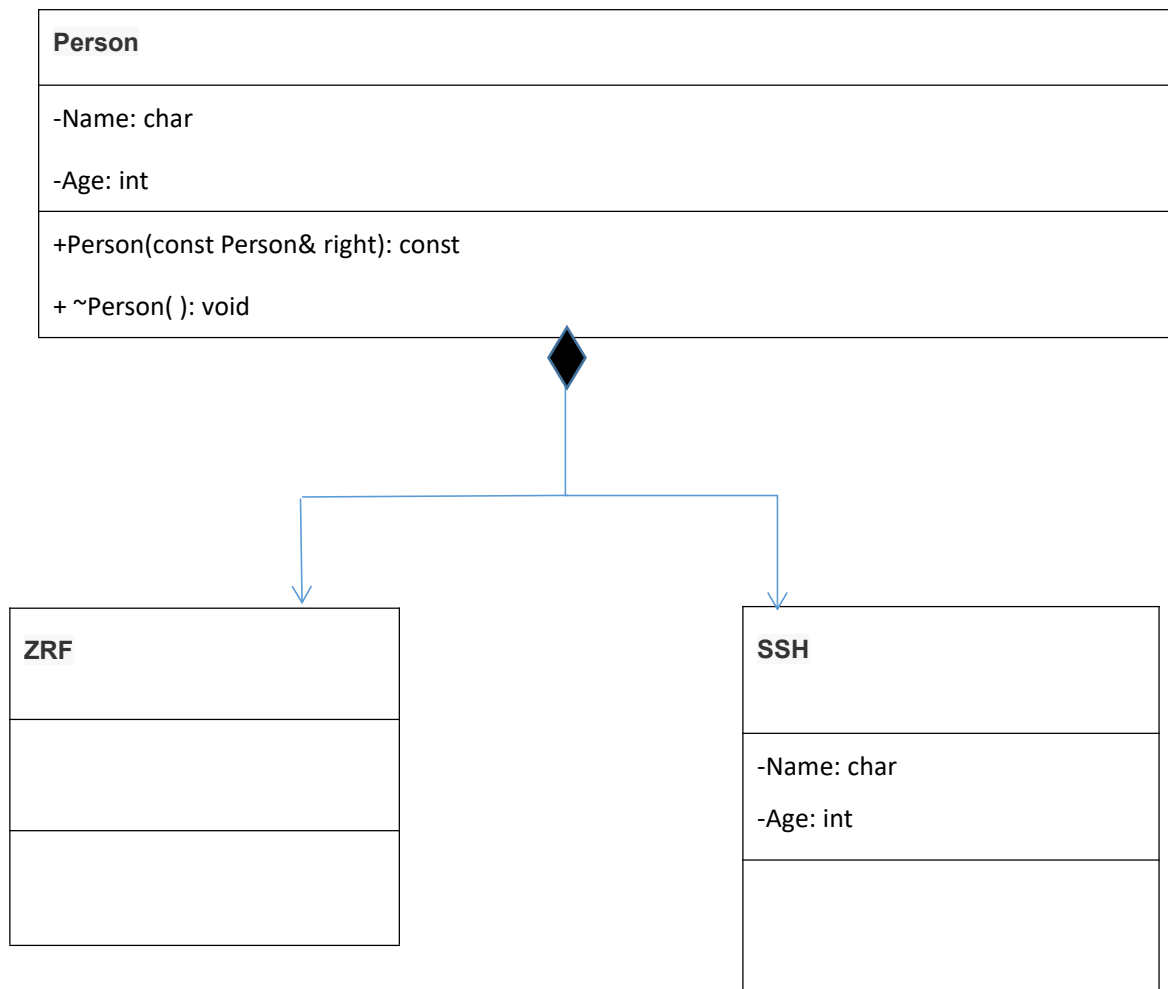 Person
-Name: char
-Age: int
+Person(const Person& right): const
+ ~Person( ): void
ZRF
SSH
-Name: char
-Age: int